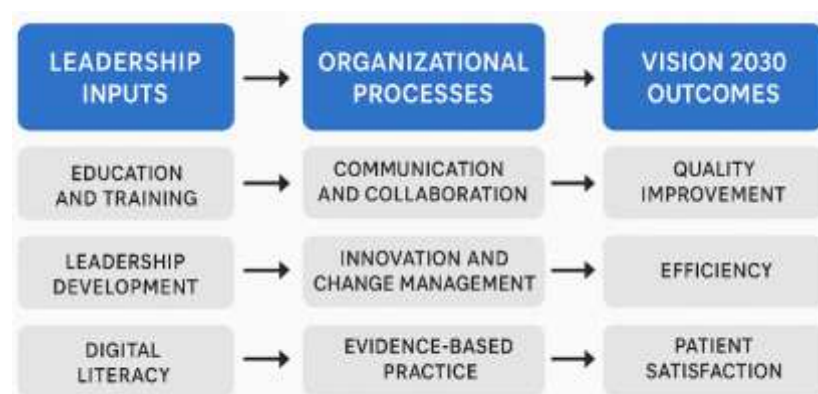 LEADERSHIP
INPUTS
ORGANIZATIONAL
PROCESSES
VISION 2030
OUTCOMES
EDUCATION
AND TRAINING
COMMUNICATION
AND COLLABORATION
QUALITY
IMPROVEMENT
LEADERSHIP
DEVELOPMENT
INNOVATION AND
CHANGE MANAGEMENT
EFFICIENCY
DIGITAL
LITERACY
EVIDENCE-BASED
PRACTICE
PATIENT
SATISFACTION